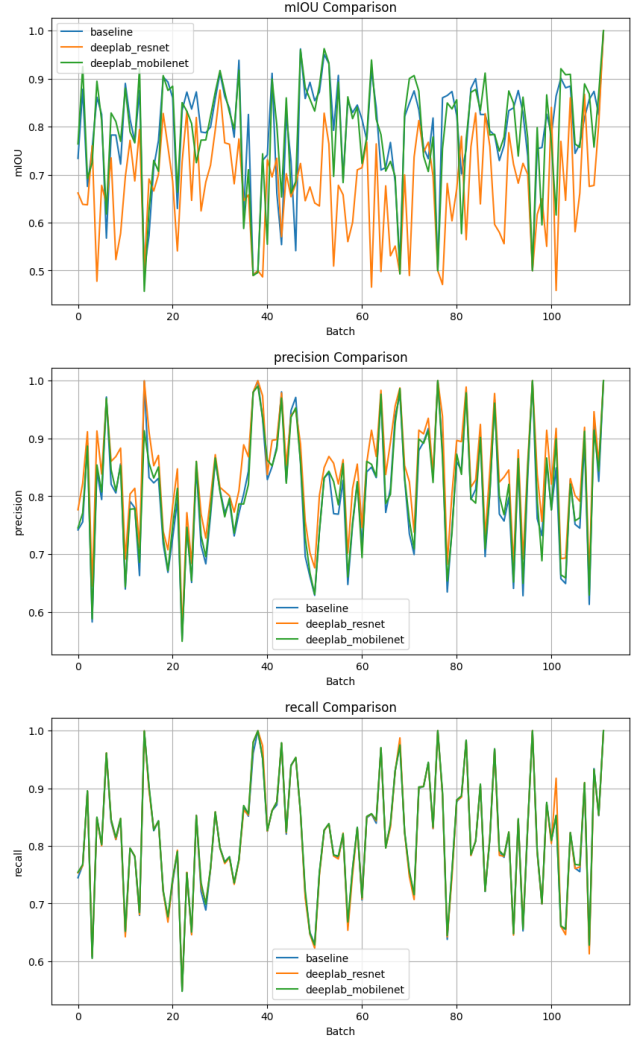 mIOU Comparison
baseline
deeplab_resnet
deeplab_mobilenet
mIOU
1.0
0.9
0.8
0.7
0.6
0.5
0 20 40 60 80 100
Batch
precision Comparison
precision
1.0
0.9
0.8
0.7
0.6
baseline
deeplab_resnet
deeplab_mobilenet
0 20 40 60 80 100
Batch
recall Comparison
recall
1.0
0.9
0.8
0.7
0.6
baseline
deeplab_resnet
deeplab_mobilenet
0 20 40 60 80 100
Batch